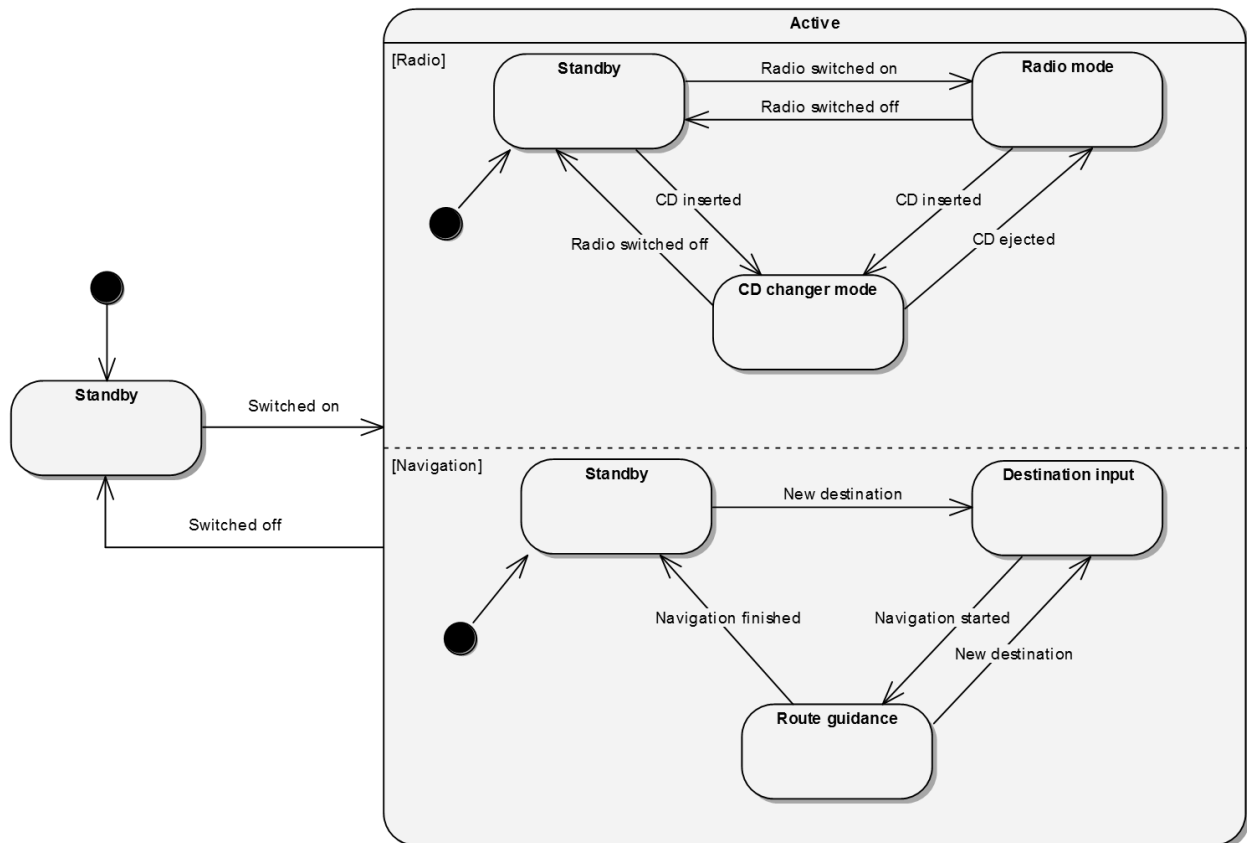 Active
[Radio]
Standby
Radio switched on
Radio mode
Radio switched off
CD inserted
CD inserted
Radio switched off
CD ejected
CD changer mode
Standby
Switched on
Switched off
[Navigation]
Standby
New destination
Destination input
Navigation finished
Navigation started
New destination
Route guidance